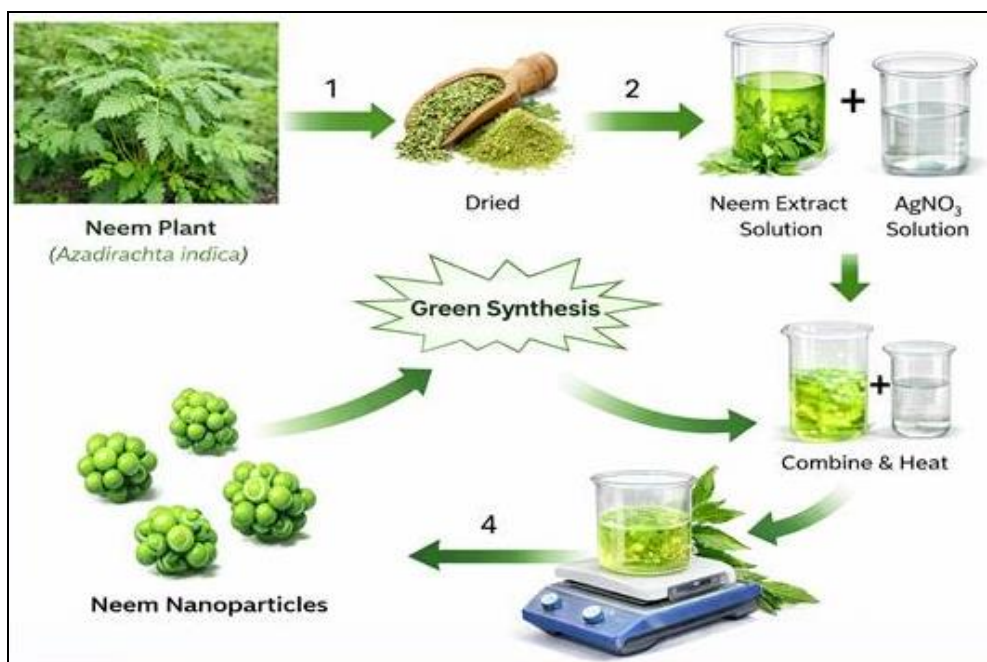 1
2
Dried
Neem Plant
(Azadirachta indica)
Neem Extract
Solution
+
AgNO₃
Solution
Green Synthesis
+
Combine & Heat
4
Neem Nanoparticles